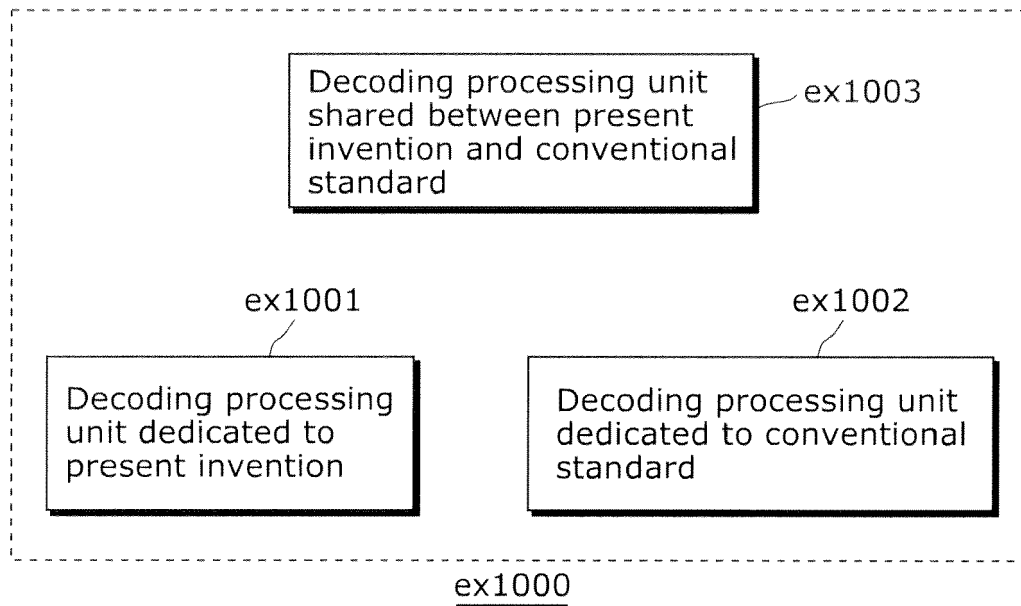 Decoding processing unit
shared between present
invention and conventional
standard
ex1003
ex1001
ex1002
Decoding processing
unit dedicated to
present invention
Decoding processing unit
dedicated to conventional
standard
ex1000